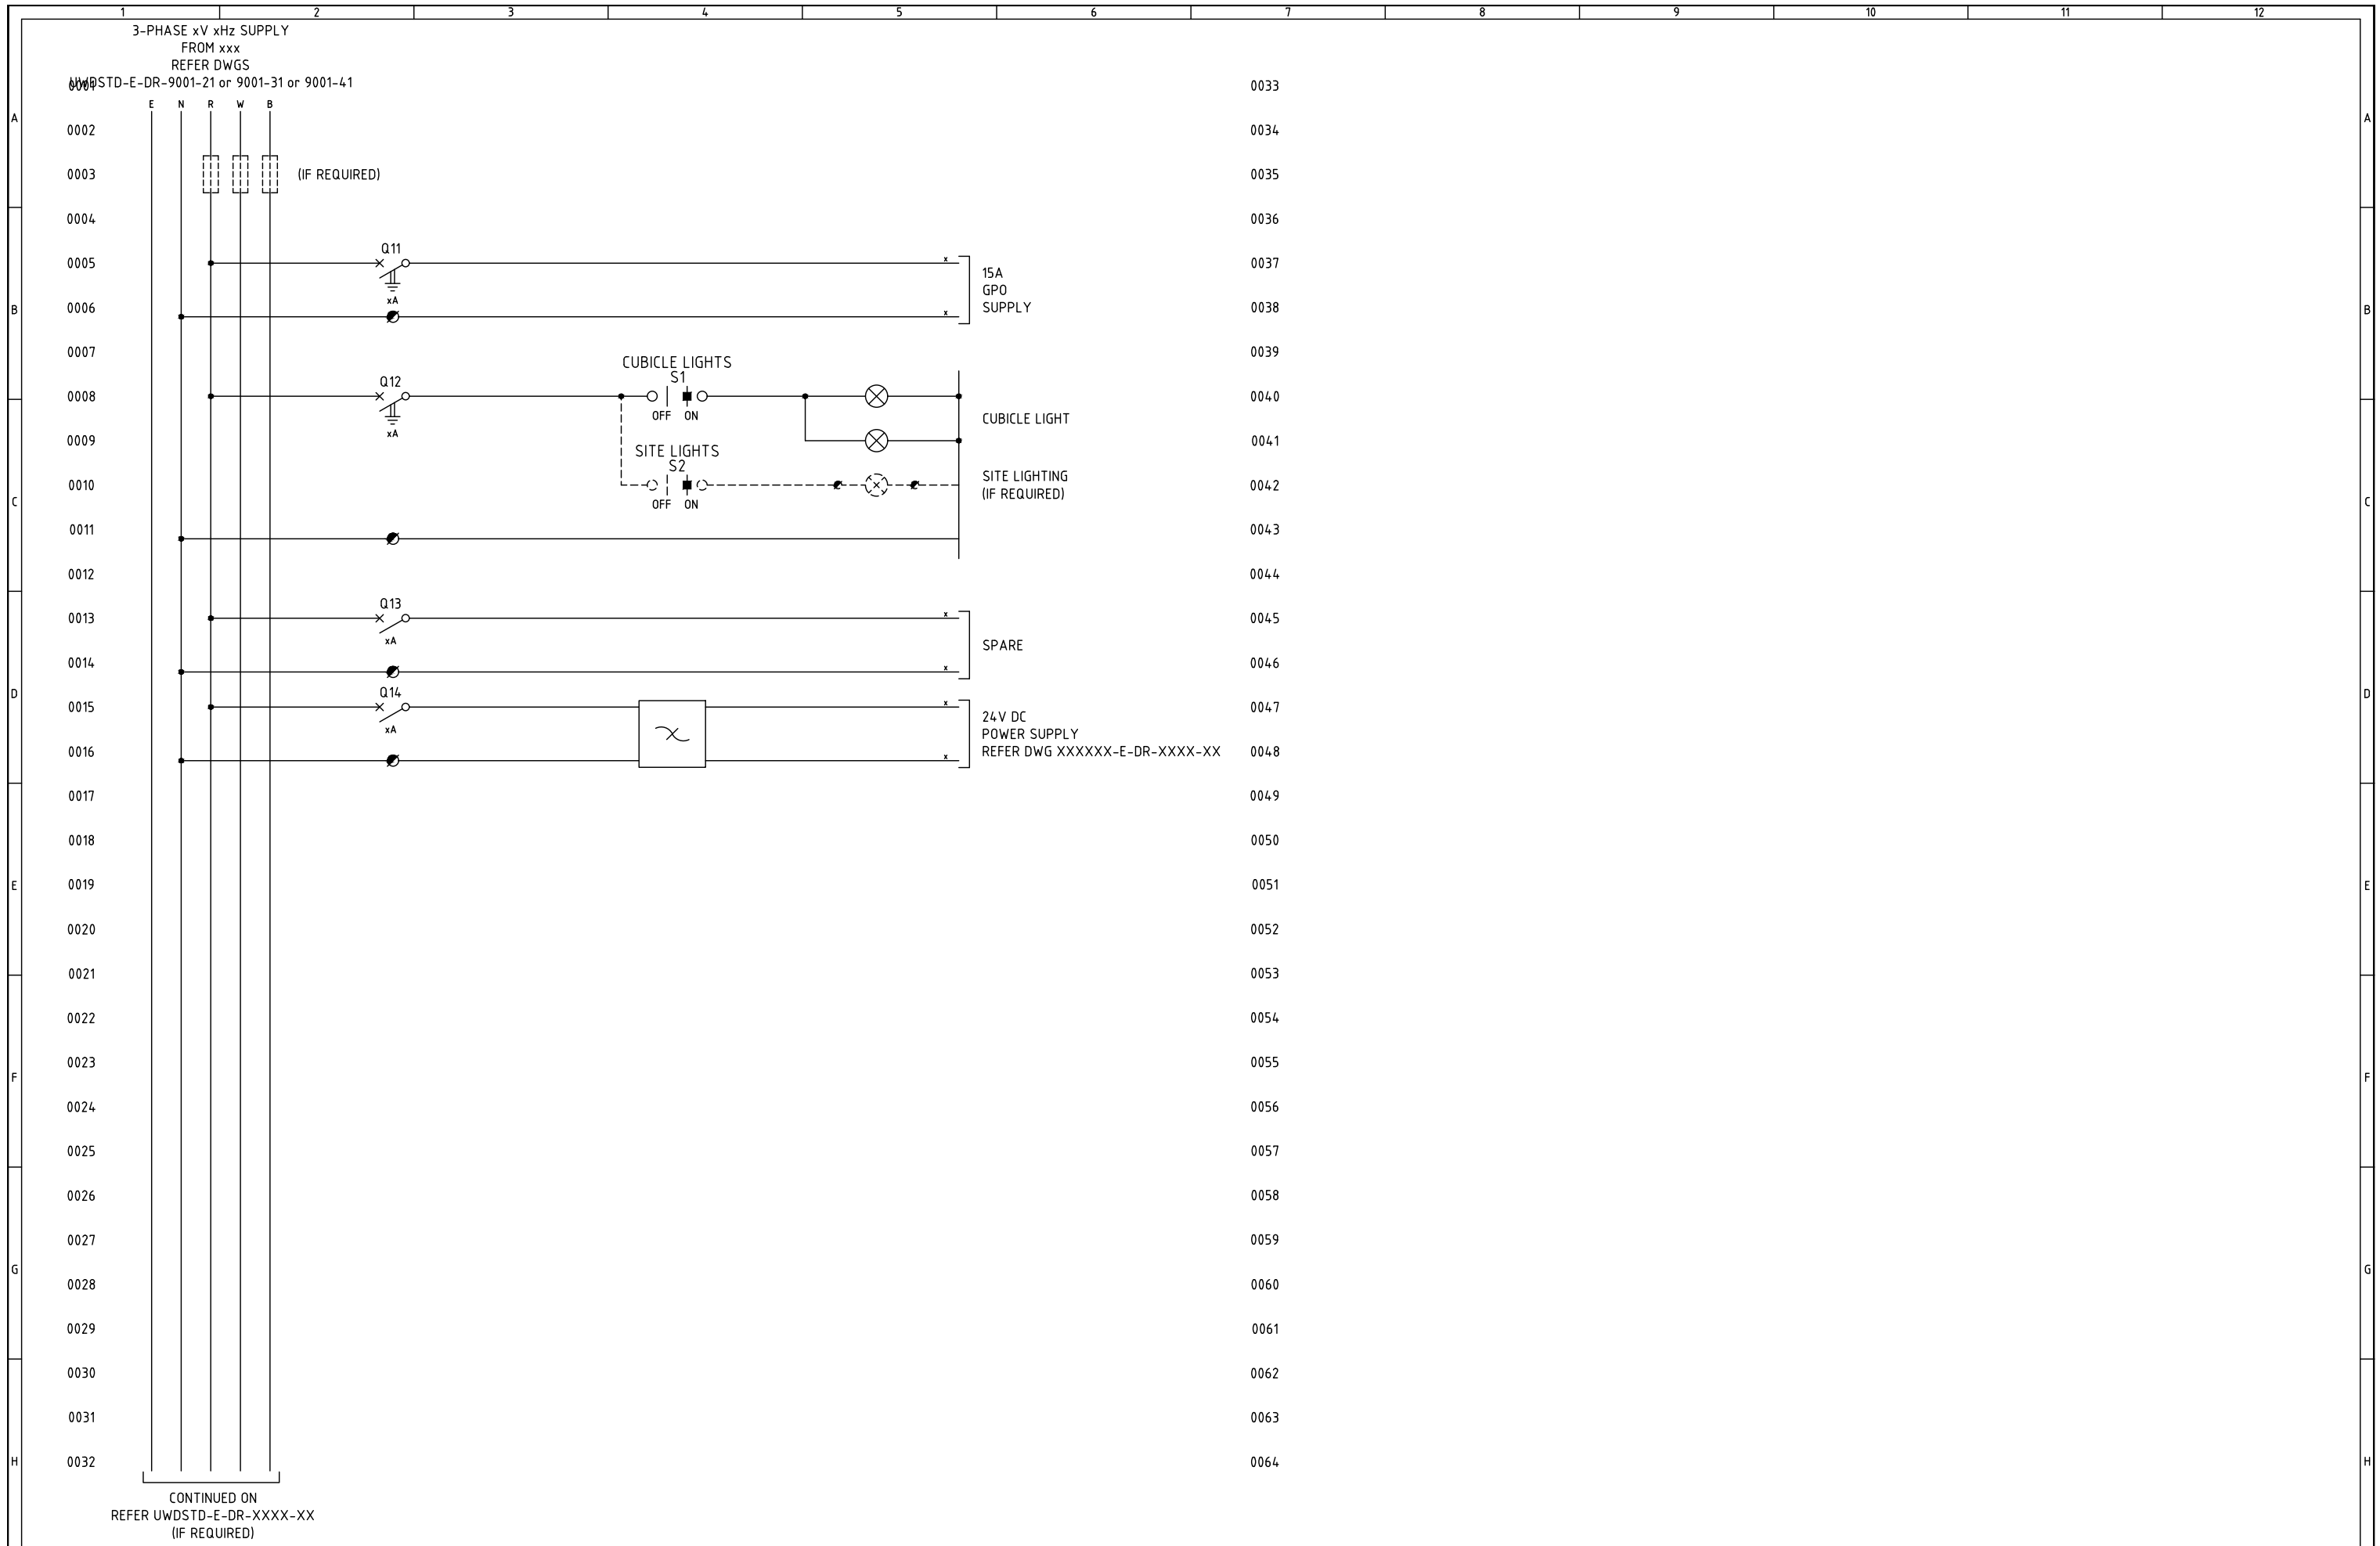 1 2 3 4 5 6 7 8 9 10 11 12
3-PHASE xV xHz SUPPLY
FROM xxx
REFER DWGS
UWDSTD-E-DR-9001-21 or 9001-31 or 9001-41
0001 0033
E N R W B
A A
0002 0034
0003 (IF REQUIRED) 0035
0004 0036
Q11
0005 x 0037
15A
GPO
SUPPLY
xA
B B
0006 x 0038
0007 0039
CUBICLE LIGHTS
S1
Q12
0008 0040
OFF ON
CUBICLE LIGHT
xA
0009 0041
SITE LIGHTS
S2
SITE LIGHTING
(IF REQUIRED)
0010 0042
OFF ON
C C
0011 0043
0012 0044
Q13
0013 x 0045
xA
SPARE
0014 x 0046
D D
Q14
0015 x 0047
xA
24V DC
POWER SUPPLY
REFER DWG XXXXXX-E-DR-XXXX-XX
0016 x 0048
0017 0049
0018 0050
0019 0051
E E
0020 0052
0021 0053
0022 0054
0023 0055
F F
0024 0056
0025 0057
0026 0058
0027 0059
G G
0028 0060
0029 0061
0030 0062
0031 0063
0032 0064
H H
CONTINUED ON
REFER UWDSTD-E-DR-XXXX-XX
(IF REQUIRED)